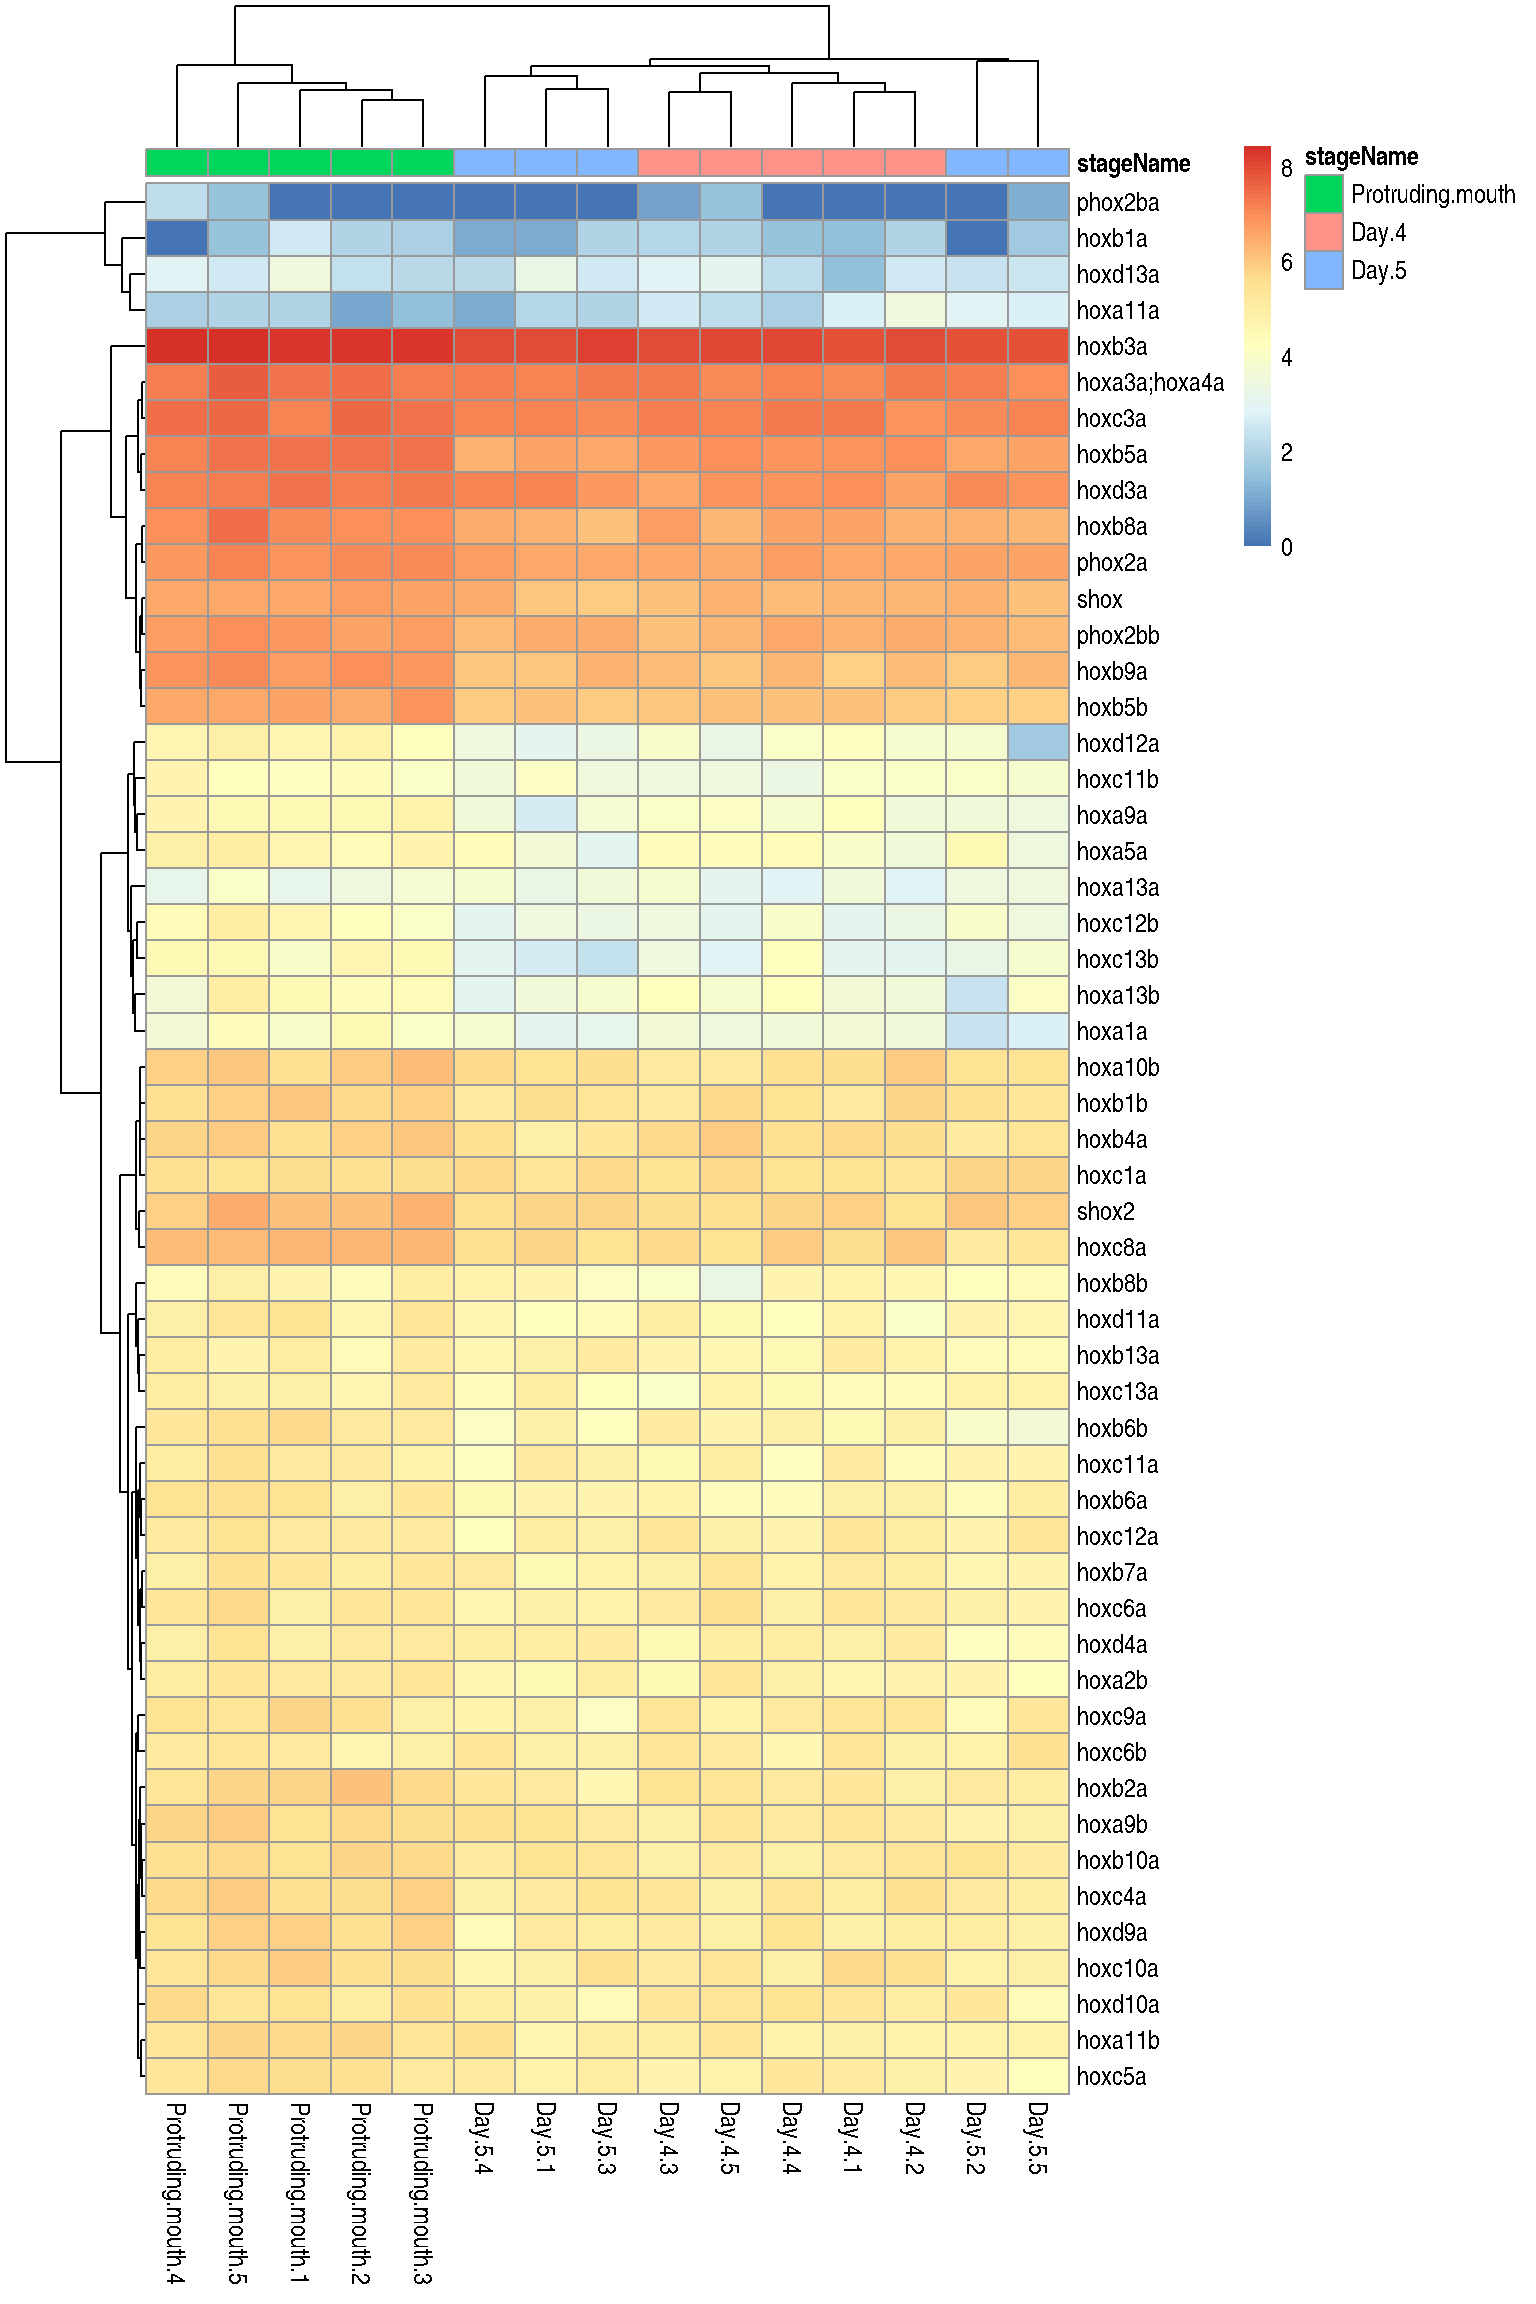 stageName
phox2ba
hoxb1a
hoxd13a
hoxa11a
hoxb3a
hoxa3a;hoxa4a
hoxc3a
hoxb5a
hoxd3a
hoxb8a
phox2a
shox
phox2bb
hoxb9a
hoxb5b
hoxd12a
hoxc11b
hoxa9a
hoxa5a
hoxa13a
hoxc12b
hoxc13b
hoxa13b
hoxa1a
hoxa10b
hoxb1b
hoxb4a
hoxc1a
shox2
hoxc8a
hoxb8b
hoxd11a
hoxb13a
hoxc13a
hoxb6b
hoxc11a
hoxb6a
hoxc12a
hoxb7a
hoxc6a
hoxd4a
hoxa2b
hoxc9a
hoxc6b
hoxb2a
hoxa9b
hoxb10a
hoxc4a
hoxd9a
hoxc10a
hoxd10a
hoxa11b
hoxc5a
Protruding.mouth.4
Protruding.mouth.5
Protruding.mouth.1
Protruding.mouth.2
Protruding.mouth.3
Day.5.4
Day.5.1
Day.5.3
Day.4.3
Day.4.5
Day.4.4
Day.4.1
Day.4.2
Day.5.2
Day.5.5
8
6
4
2
0
stageName
Protruding.mouth
Day.4
Day.5